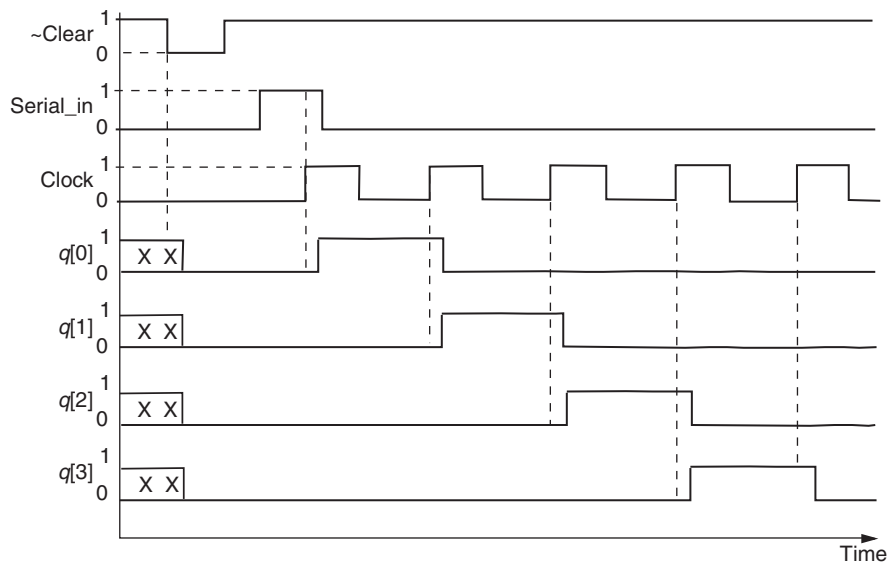 1
~Clear
0
1
Serial_in
0
1
Clock
0
1
q[0]
0
X X
1
q[1]
0
X X
1
q[2]
0
X X
1
q[3]
0
X X
Time